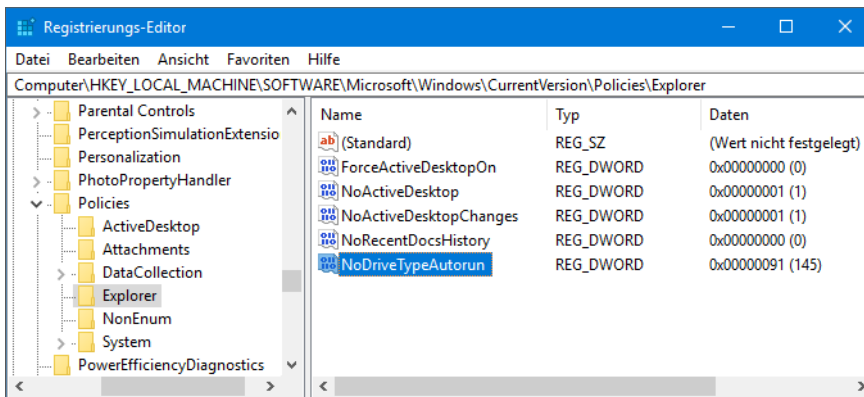 Registrierungs-Editor
Datei Bearbeiten Ansicht Favoriten Hilfe
Computer\HKEY_LOCAL_MACHINE\SOFTWARE\Microsoft\Windows\CurrentVersion\Policies\Explorer
Parental Controls
PerceptionSimulationExtensio
Personalization
PhotoPropertyHandler
Policies
ActiveDesktop
Attachments
DataCollection
Explorer
NonEnum
System
PowerEfficiencyDiagnostics
Name Typ Daten
(Standard) REG_SZ (Wert nicht festgelegt)
ForceActiveDesktopOn REG_DWORD 0x00000000 (0)
NoActiveDesktop REG_DWORD 0x00000001 (1)
NoActiveDesktopChanges REG_DWORD 0x00000001 (1)
NoRecentDocsHistory REG_DWORD 0x00000000 (0)
NoDriveTypeAutorun REG_DWORD 0x00000091 (145)